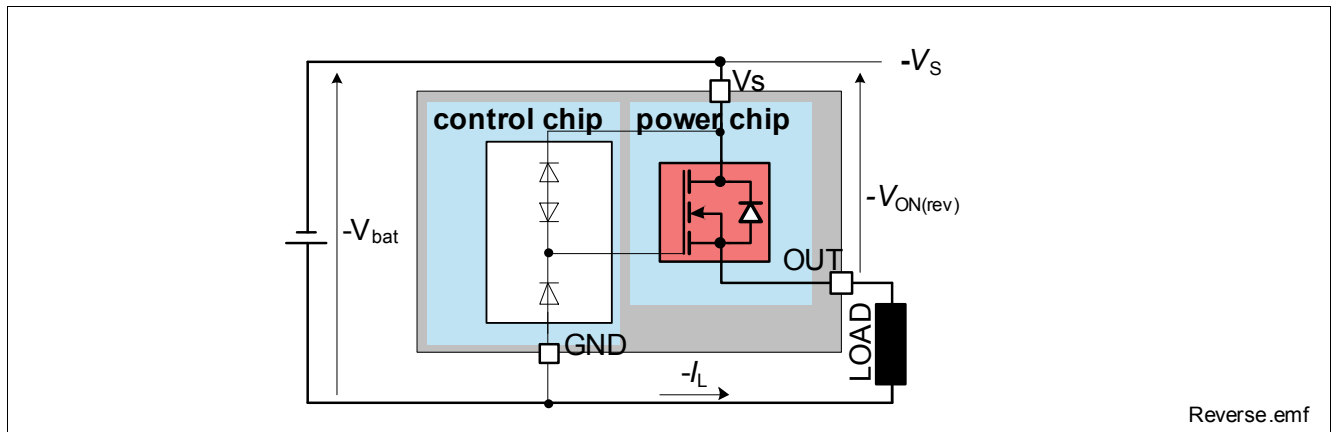 -VS
Vs
control chip power chip
-Vbat
-VON(rev)
OUT
LOAD
GND
-IL
Reverse.emf